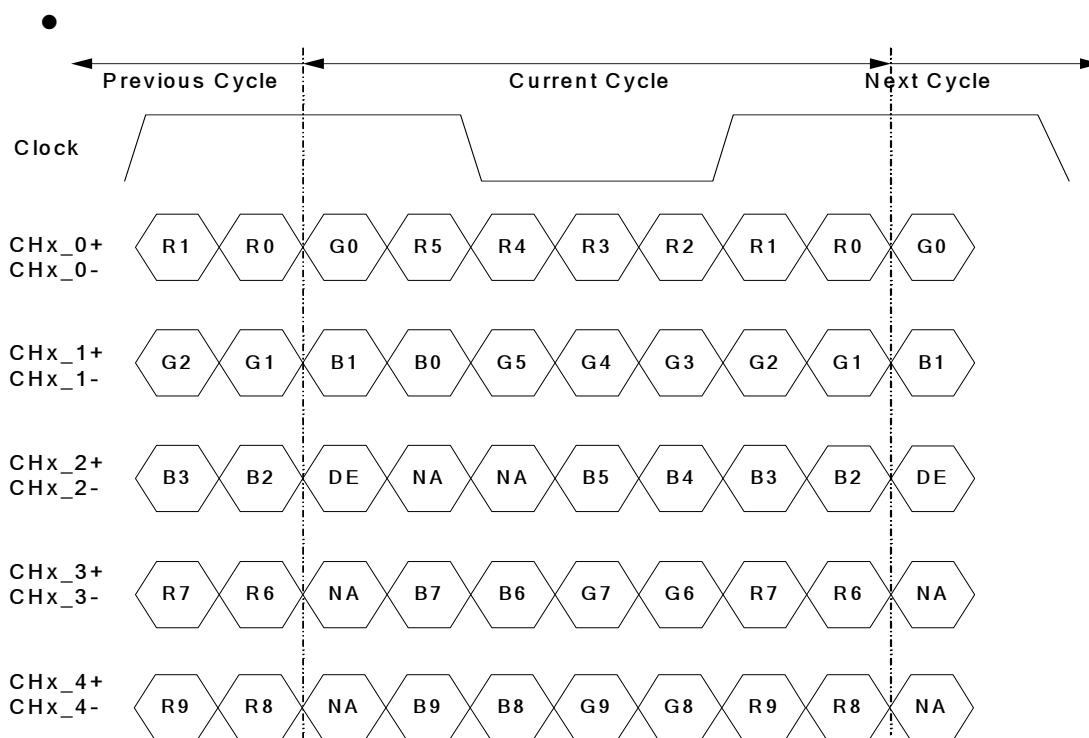 Previous Cycle Current Cycle Next Cycle
Clock
CHx_0+ R1 R0 G0 R5 R4 R3 R2 R1 R0 G0
CHx_0-
CHx_1+ G2 G1 B1 B0 G5 G4 G3 G2 G1 B1
CHx_1-
CHx_2+ B3 B2 DE NA NA B5 B4 B3 B2 DE
CHx_2-
CHx_3+ R7 R6 NA B7 B6 G7 G6 R7 R6 NA
CHx_3-
CHx_4+ R9 R8 NA B9 B8 G9 G8 R9 R8 NA
CHx_4-